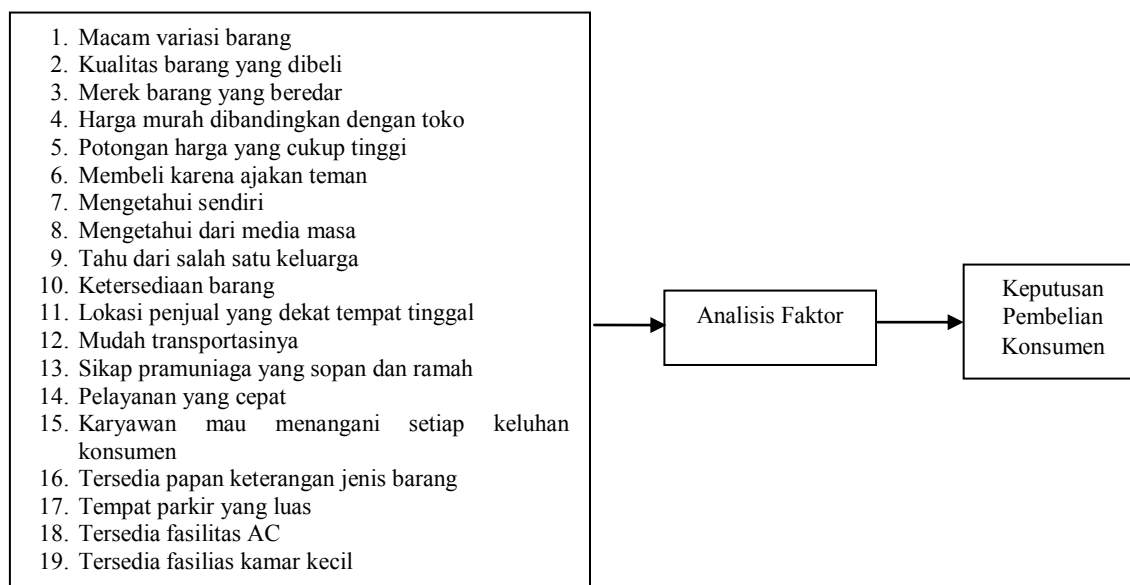 1. Macam variasi barang
2. Kualitas barang yang dibeli
3. Merek barang yang beredar
4. Harga murah dibandingkan dengan toko
5. Potongan harga yang cukup tinggi
6. Membeli karena ajakan teman
7. Mengetahui sendiri
8. Mengetahui dari media masa
9. Tahu dari salah satu keluarga
10. Ketersediaan barang
11. Lokasi penjual yang dekat tempat tinggal
12. Mudah transportasinya
13. Sikap pramuniaga yang sopan dan ramah
14. Pelayanan yang cepat
15. Karyawan mau menangani setiap keluhan
konsumen
16. Tersedia papan keterangan jenis barang
17. Tempat parkir yang luas
18. Tersedia fasilitas AC
19. Tersedia fasilias kamar kecil
Analisis Faktor
Keputusan
Pembelian
Konsumen